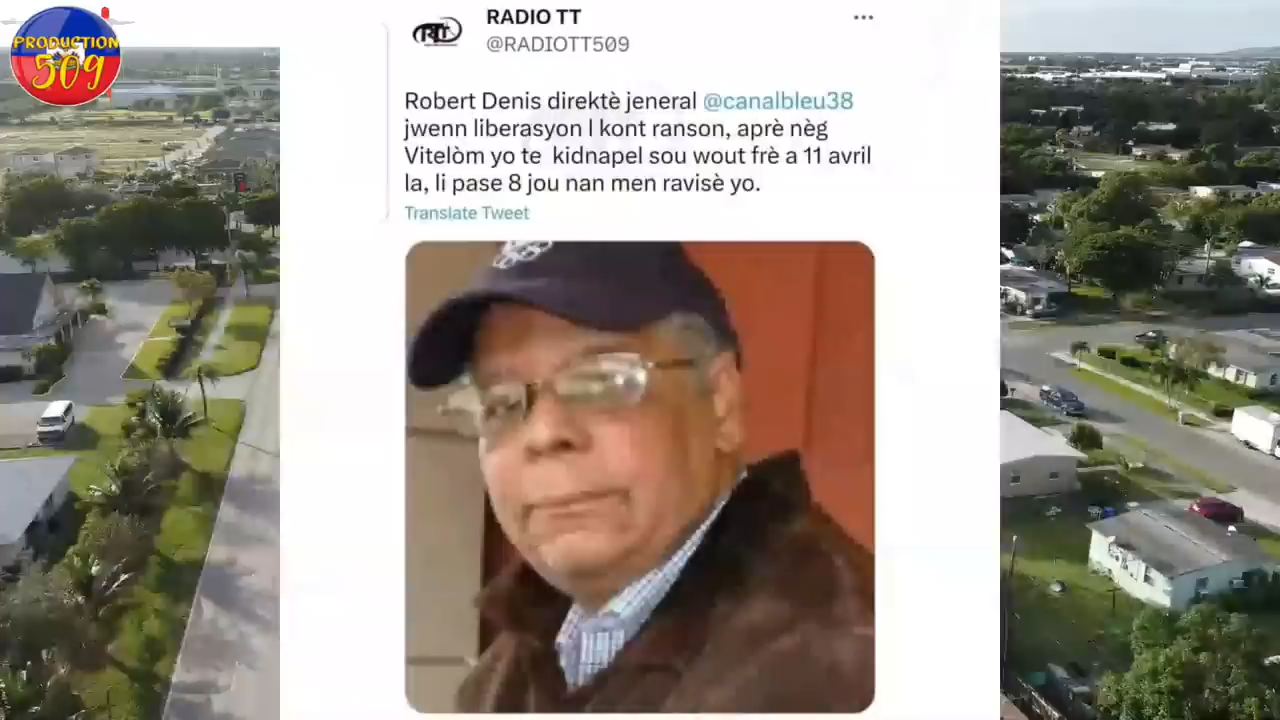 PRODUCTION
509
RADIO TT
@RADIOTT509
Robert Denis direktè jeneral @canalbleu38
jwenn liberasyon l kont ranson, aprè nèg
Vitelòm yo te kidnapel sou wout frè a 11 avril
la, li pase 8 jou nan men ravisè yo.
Translate Tweet